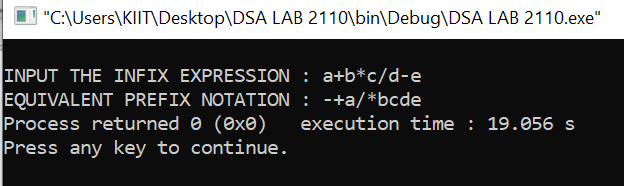 "C:\Users\KIIT\Desktop\DSA LAB 2110\bin\Debug\DSA LAB 2110.exe"
INPUT THE INFIX EXPRESSION : a+b*c/d-e
EQUIVALENT PREFIX NOTATION : -+a/*bcde
Process returned 0 (0x0)   execution time : 19.056 s
Press any key to continue.